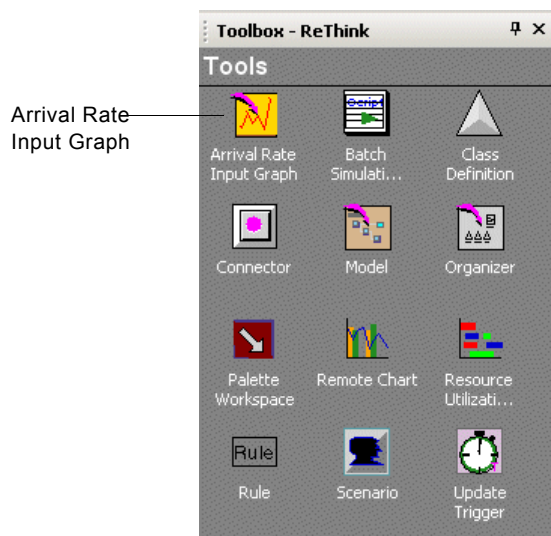 Toolbox - ReThink
Tools
Arrival Rate
Input Graph
Arrival Rate
Input Graph
Script
Batch
Simulati...
Class
Definition
Connector
Model
Organizer
Palette
Workspace
Remote Chart
Resource
Utilizati...
Rule
Rule
Scenario
Update
Trigger